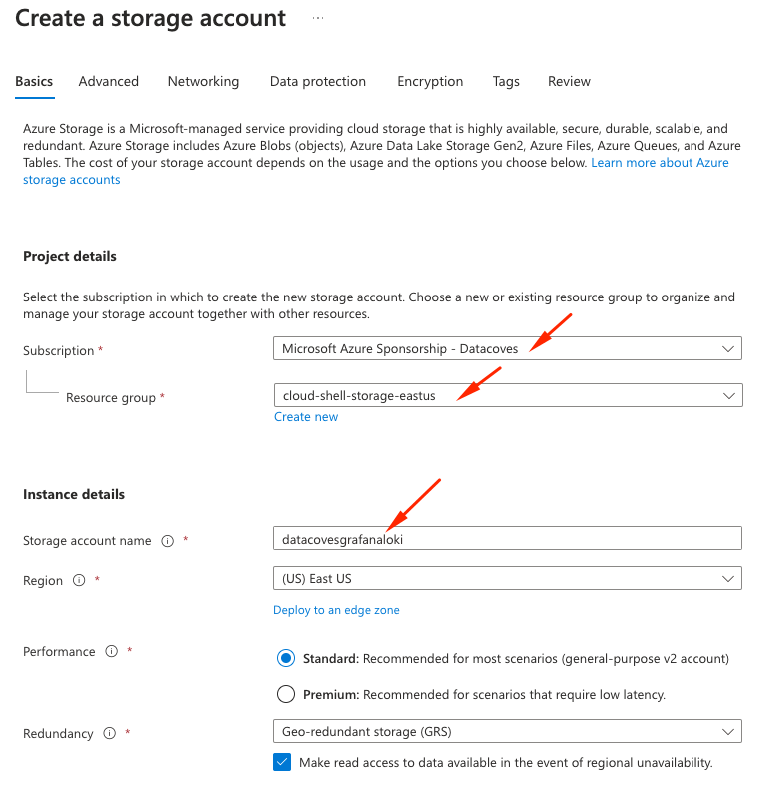 Create a storage account ...
Basics Advanced Networking Data protection Encryption Tags Review
Azure Storage is a Microsoft-managed service providing cloud storage that is highly available, secure, durable, scalable, and
redundant. Azure Storage includes Azure Blobs (objects), Azure Data Lake Storage Gen2, Azure Files, Azure Queues, and Azure
Tables. The cost of your storage account depends on the usage and the options you choose below. Learn more about Azure
storage accounts
Project details
Select the subscription in which to create the new storage account. Choose a new or existing resource group to organize and
manage your storage account together with other resources.
Subscription * Microsoft Azure Sponsorship - Datacoves
Resource group * cloud-shell-storage-eastus
Create new
Instance details
Storage account name * datacovesgrafanaloki
Region * (US) East US
Deploy to an edge zone
Performance * Standard: Recommended for most scenarios (general-purpose v2 account)
Premium: Recommended for scenarios that require low latency.
Redundancy * Geo-redundant storage (GRS)
Make read access to data available in the event of regional unavailability.